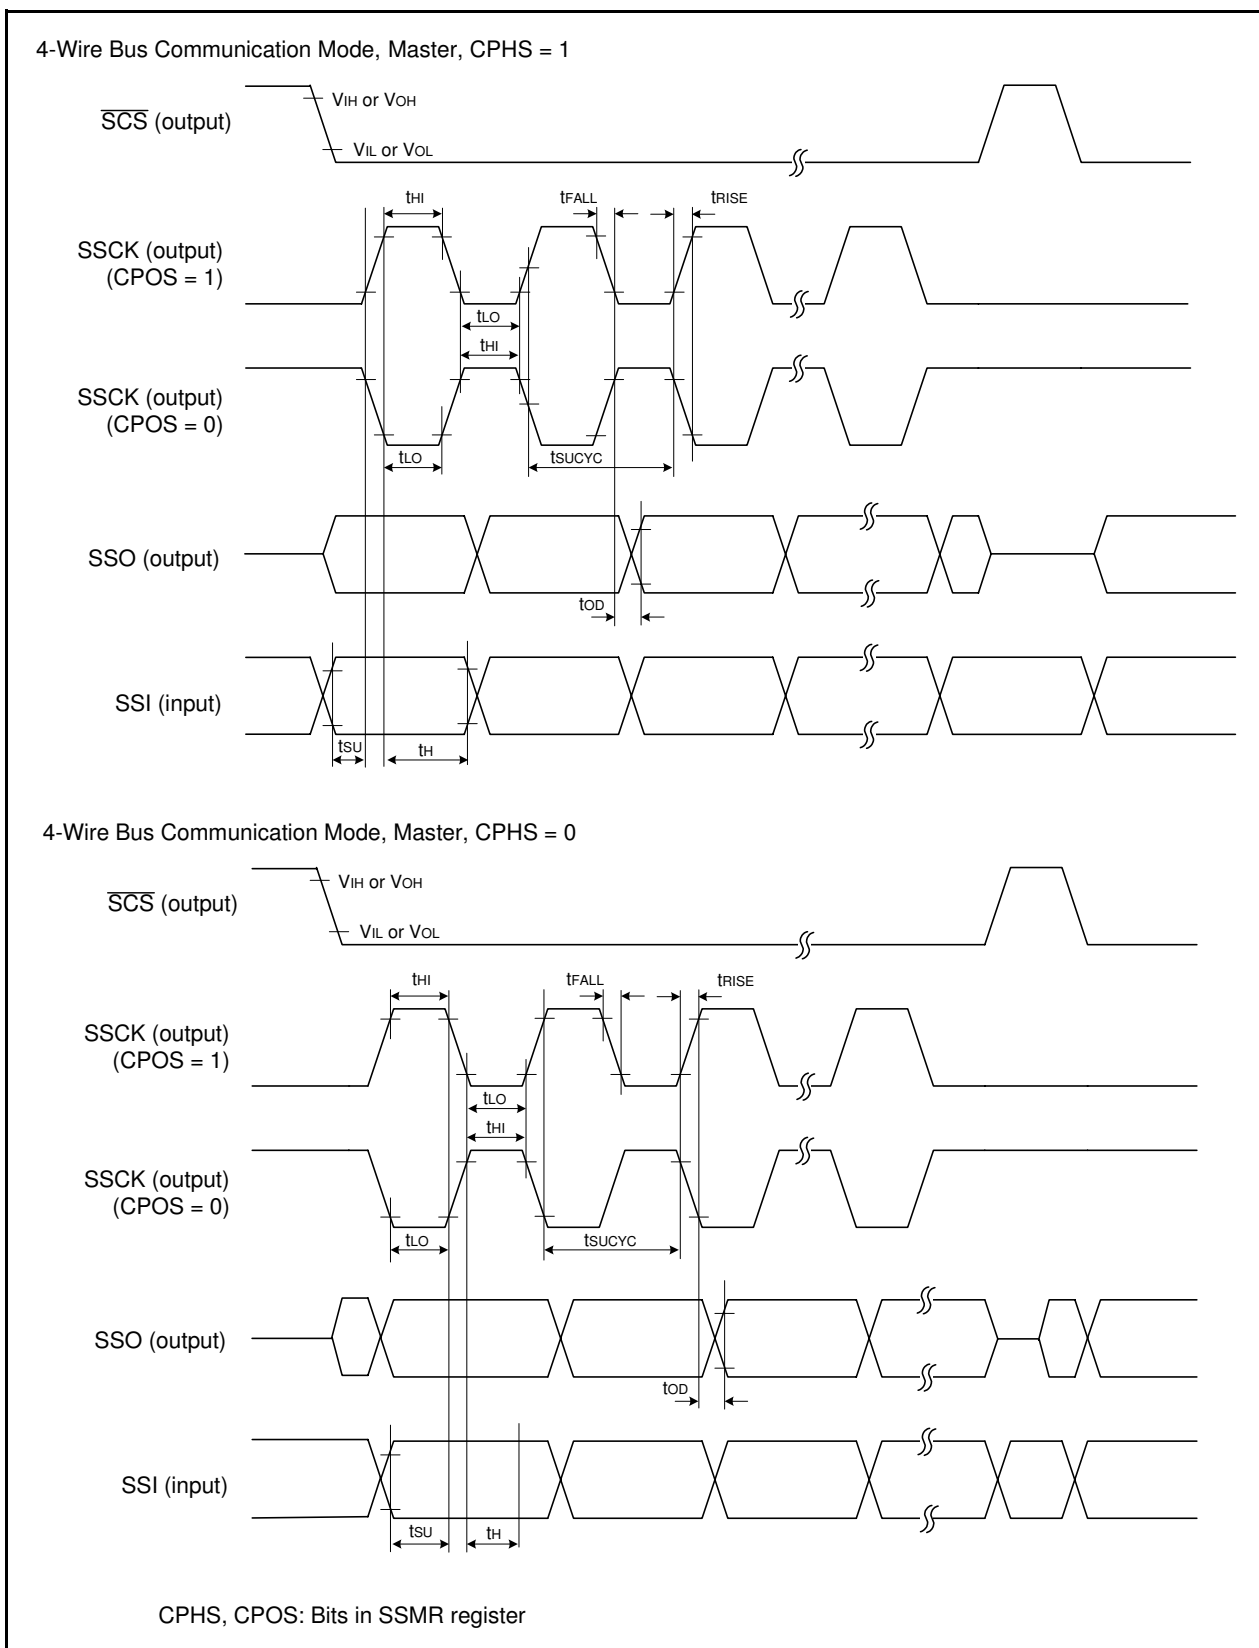 4-Wire Bus Communication Mode, Master, CPHS = 1
VIH or VOH
SCS (output)
VIL or VOL
tHI
tFALL
tRISE
SSCK (output)
(CPOS = 1)
tLO
tHI
SSCK (output)
(CPOS = 0)
tLO
tSUCYC
SSO (output)
tOD
SSI (input)
tSU
tH
4-Wire Bus Communication Mode, Master, CPHS = 0
VIH or VOH
SCS (output)
VIL or VOL
tHI
tFALL
tRISE
SSCK (output)
(CPOS = 1)
tLO
tHI
SSCK (output)
(CPOS = 0)
tLO
tSUCYC
SSO (output)
tOD
SSI (input)
tSU
tH
CPHS, CPOS: Bits in SSMR register